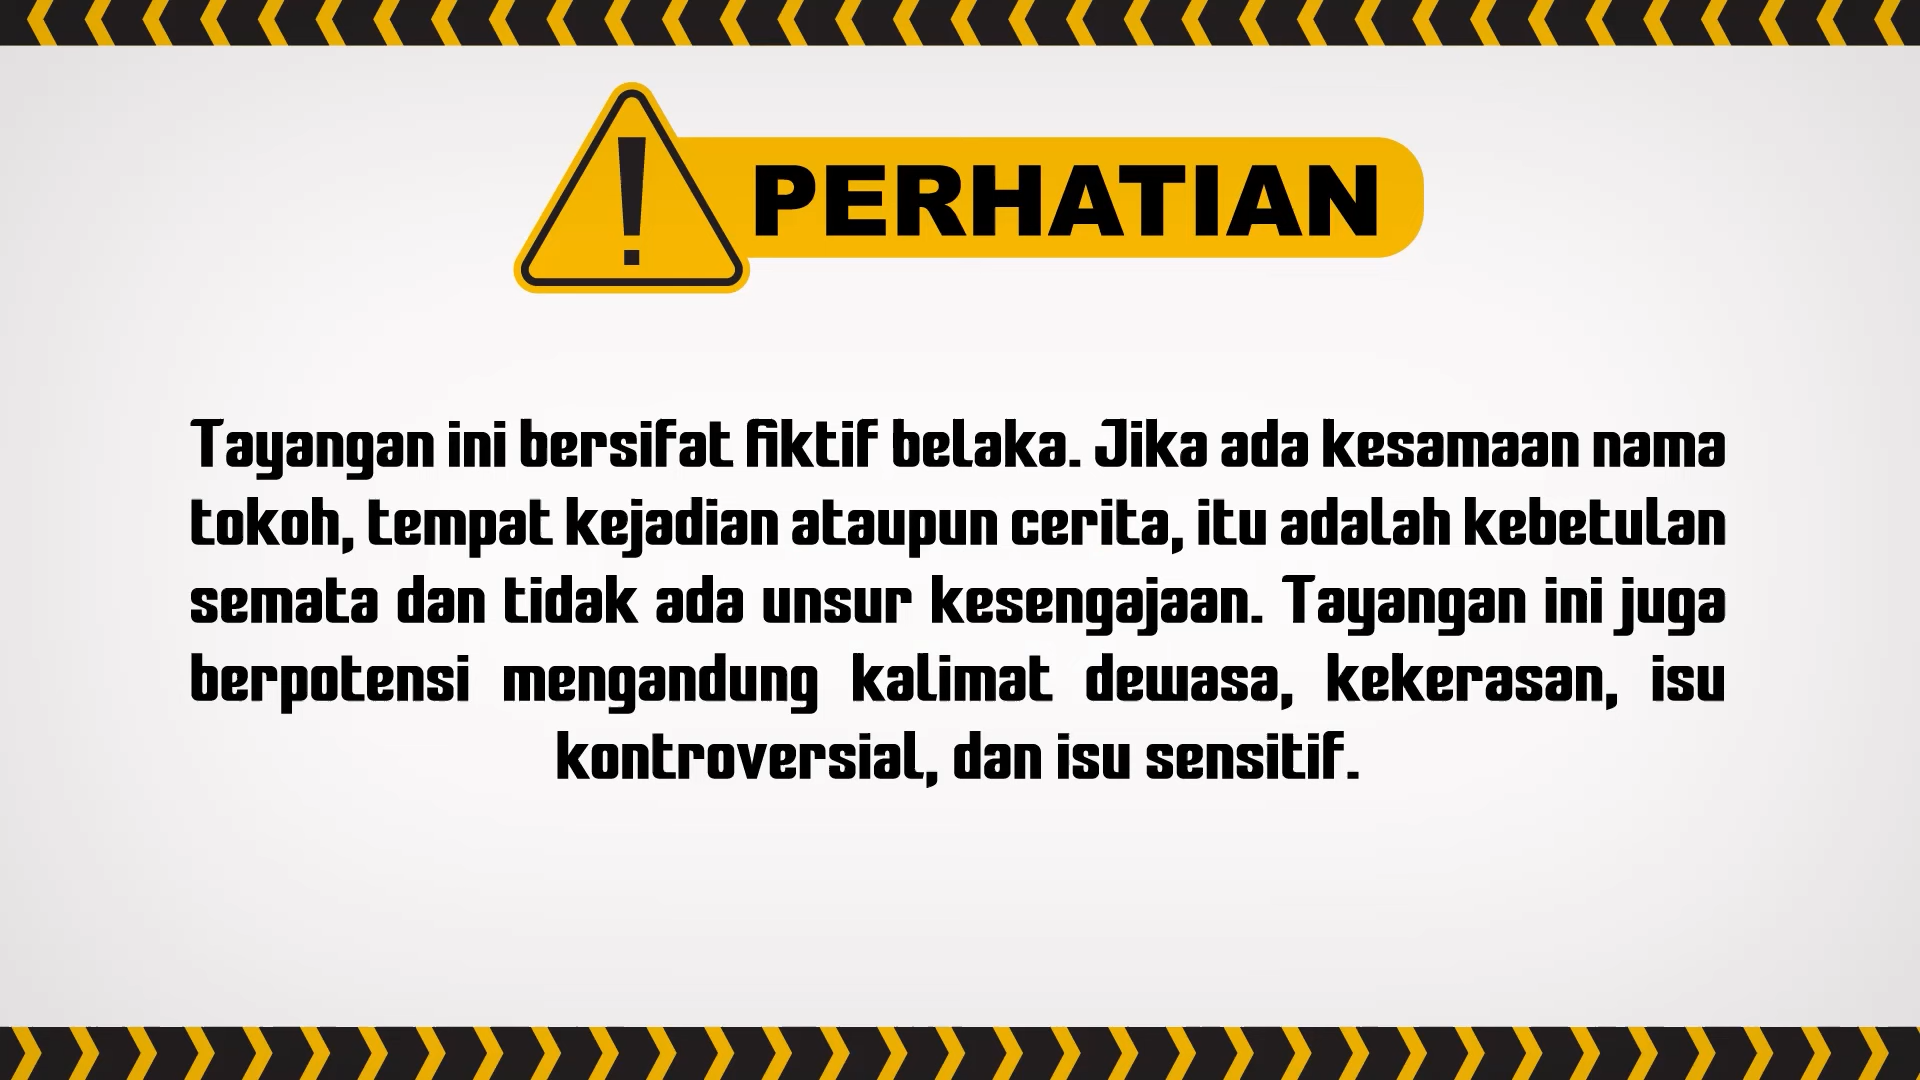 PERHATIAN
Tayangan ini bersifat fiktif belaka. Jika ada kesamaan nama
tokoh, tempat kejadian ataupun cerita, itu adalah kebetulan
semata dan tidak ada unsur kesengajaan. Tayangan ini juga
berpotensi mengandung kalimat dewasa, kekerasan, isu
kontroversial, dan isu sensitif.